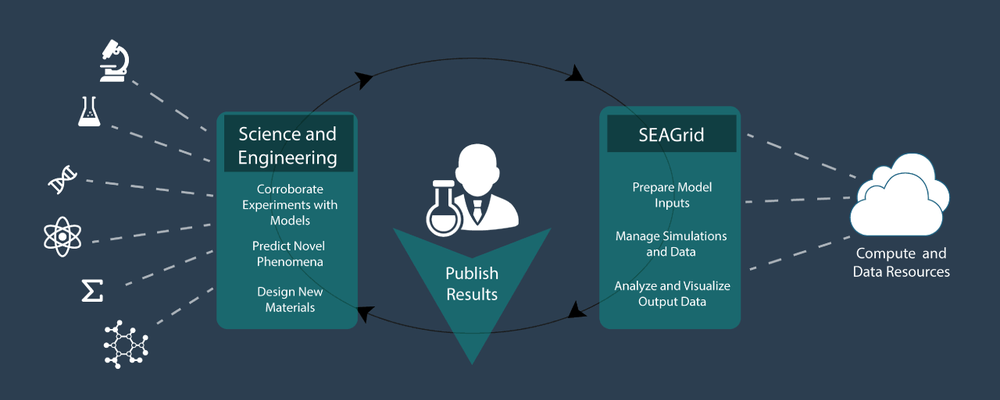 Science and
Engineering
Corroborate
Experiments with
Models
Predict Novel
Phenomena
Design New
Materials
Publish
Results
SEAGrid
Prepare Model
Inputs
Manage Simulations
and Data
Analyze and Visualize
Output Data
Compute and
Data Resources
Σ